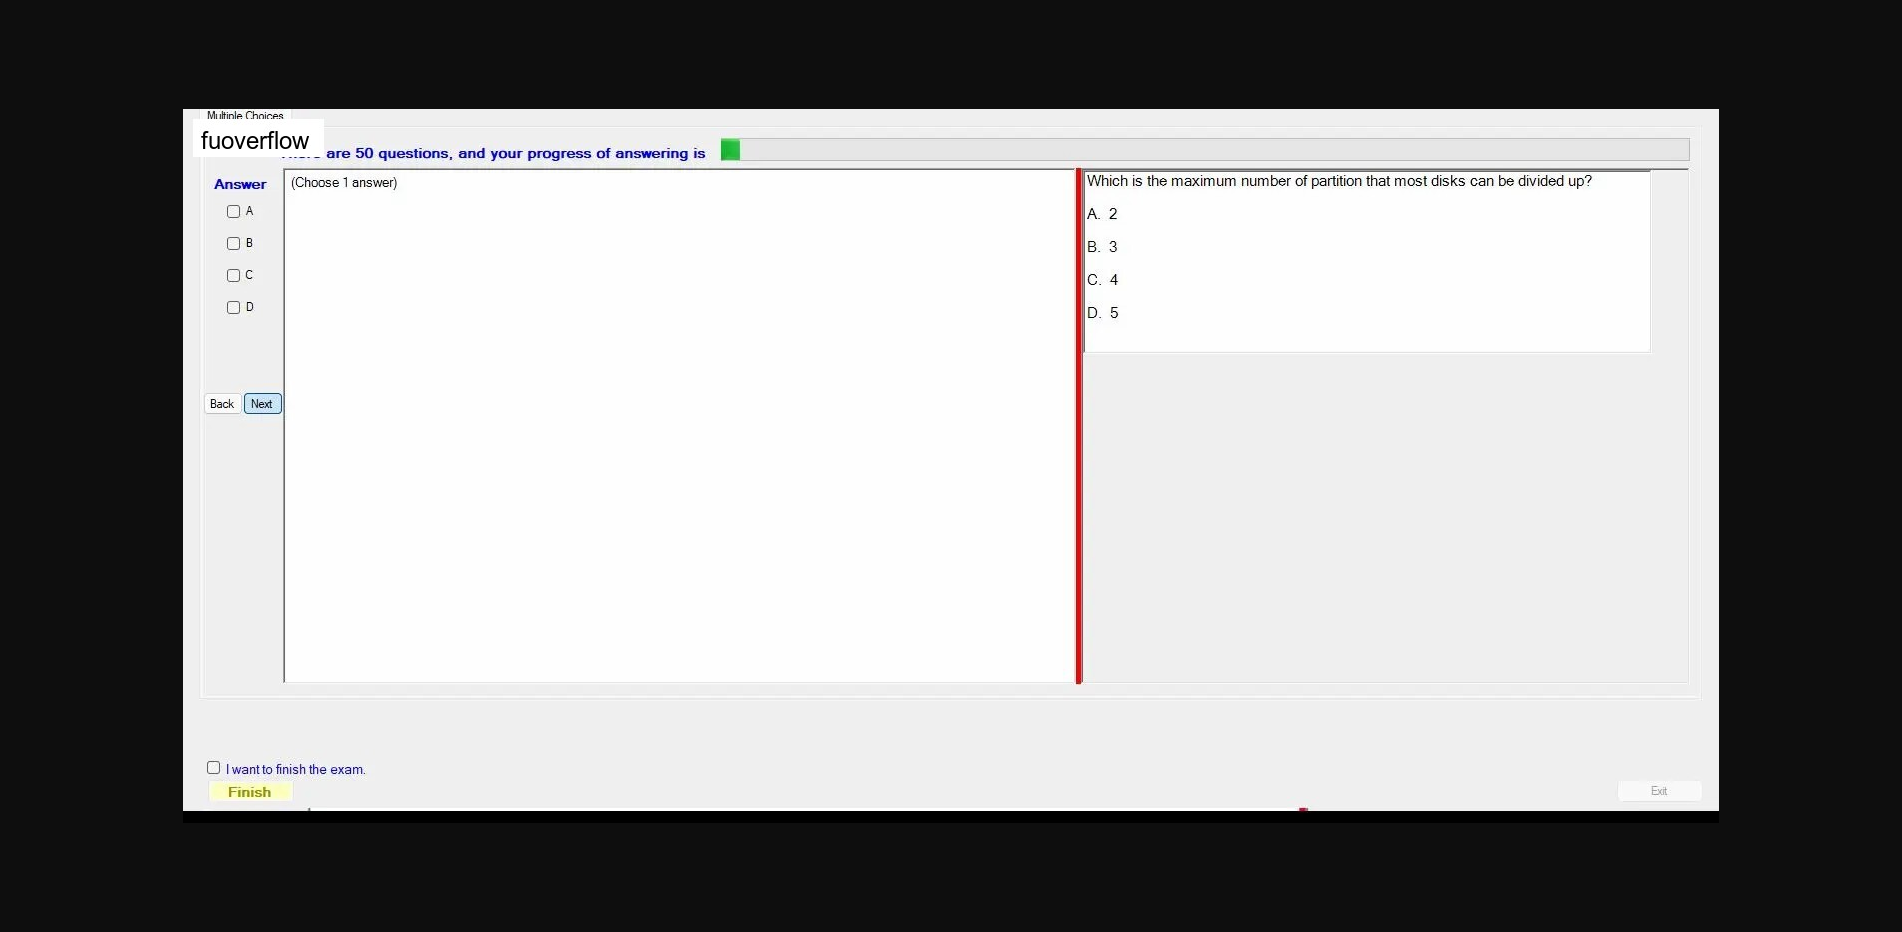 Multiple Choices
fuoverflow
are 50 questions, and your progress of answering is
Answer
(Choose 1 answer)
A
B
C
D
Back Next
Which is the maximum number of partition that most disks can be divided up?
A. 2
B. 3
C. 4
D. 5
I want to finish the exam.
Finish
Exit